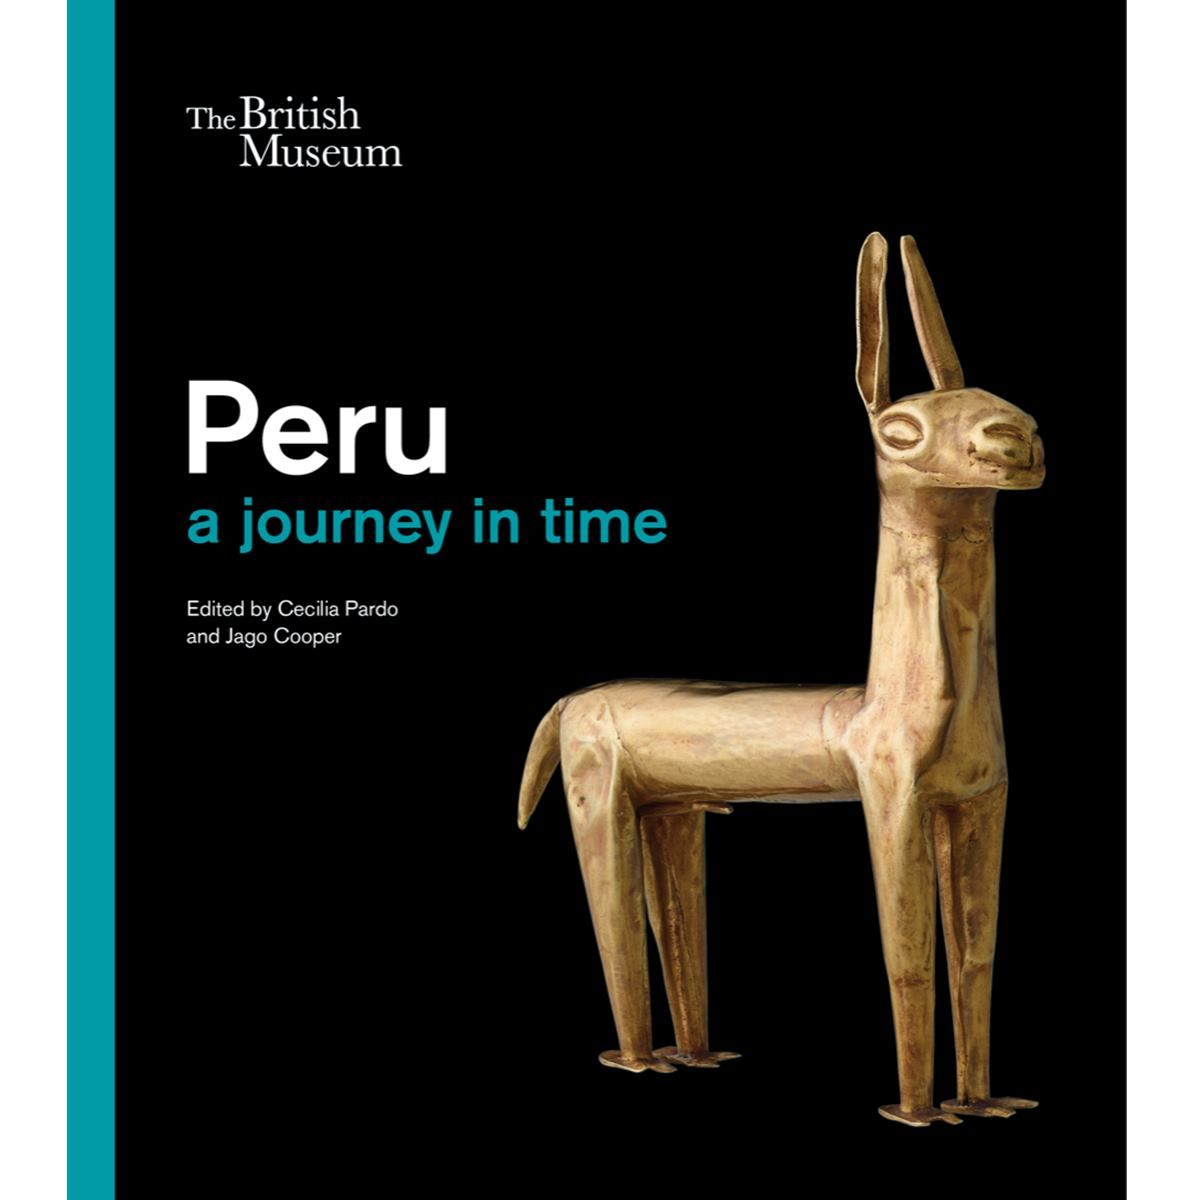 The British
Museum
Peru
a journey in time
Edited by Cecilia Pardo
and Jago Cooper